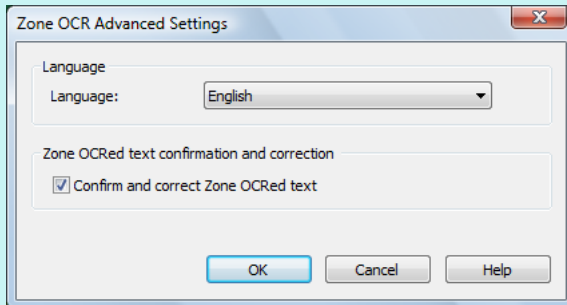 Zone OCR Advanced Settings
Language
Language: English
Zone OCRed text confirmation and correction
Confirm and correct Zone OCRed text
OK Cancel Help